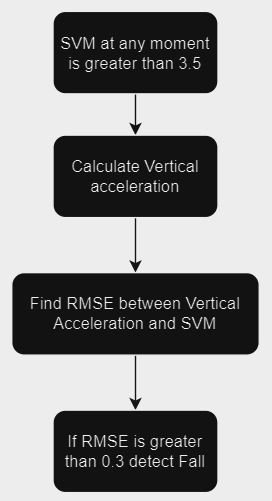 SVM at any moment
is greater than 3.5
Calculate Vertical
acceleration
Find RMSE between Vertical
Acceleration and SVM
If RMSE is greater
than 0.3 detect Fall